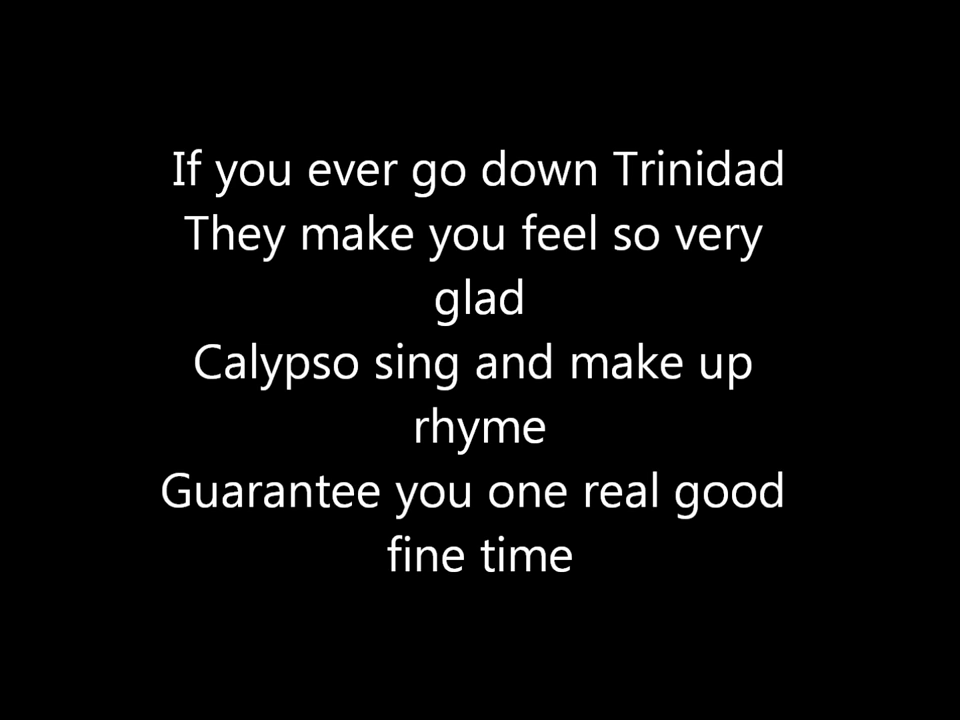 If you ever go down Trinidad
They make you feel so very
glad
Calypso sing and make up
rhyme
Guarantee you one real good
fine time